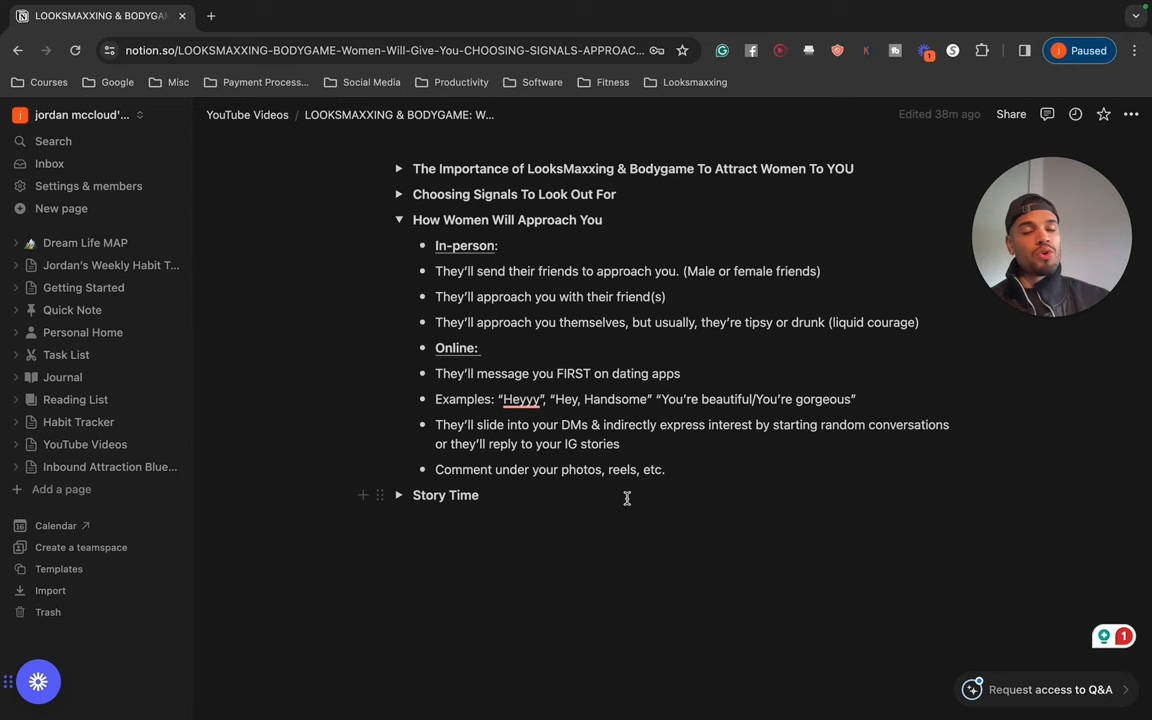 LOOKSMAXXING & BODYGA
notion.so/LOOKSMAXXING-BODYGAME-Women-Will-Give-You-CHOOSING-SIGNALS-APPROAC...
1
j Paused
Courses Google Misc Payment Process... Social Media Productivity Software Fitness Looksmaxxing
j jordan mccloud'...
YouTube Videos / LOOKSMAXXING & BODYGAME: W...
Edited 38m ago Share
Search
Inbox
Settings & members
New page
Dream Life MAP
Jordan's Weekly Habit T...
Getting Started
Quick Note
Personal Home
Task List
Journal
Reading List
Habit Tracker
YouTube Videos
Inbound Attraction Blue...
Add a page
16 Calendar
Create a teamspace
Templates
Import
Trash
The Importance of LooksMaxxing & Bodygame To Attract Women To YOU
Choosing Signals To Look Out For
How Women Will Approach You
In-person:
They'll send their friends to approach you. (Male or female friends)
They'll approach you with their friend(s)
They'll approach you themselves, but usually, they're tipsy or drunk (liquid courage)
Online:
They'll message you FIRST on dating apps
Examples: “Heyyy”, “Hey, Handsome” “You're beautiful/You're gorgeous”
They'll slide into your DMs & indirectly express interest by starting random conversations
or they'll reply to your IG stories
Comment under your photos, reels, etc.
Story Time
1
Request access to Q&A